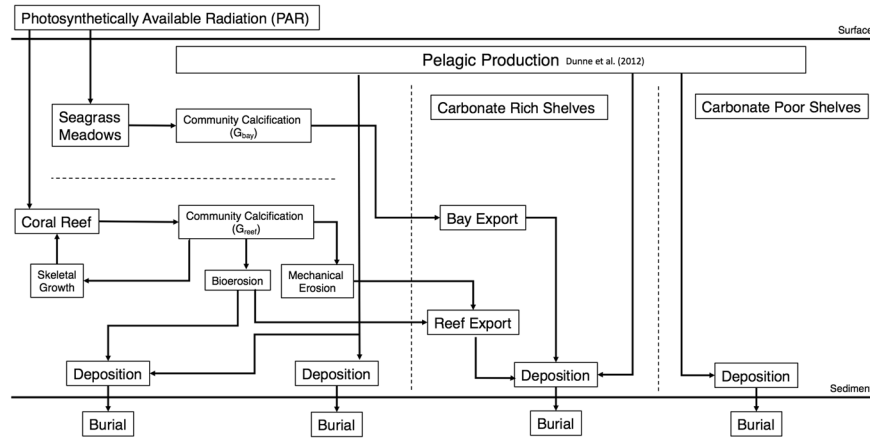 Photosynthetically Available Radiation (PAR)
Surface
Pelagic Production Dunne et al. (2012)
Carbonate Rich Shelves
Carbonate Poor Shelves
Seagrass
Meadows
Community Calcification
(Gbay)
Coral Reef
Community Calcification
(Greef)
Bay Export
Skeletal
Growth
Bioerosion
Mechanical
Erosion
Reef Export
Deposition
Deposition
Deposition
Deposition
Sediment
Burial
Burial
Burial
Burial